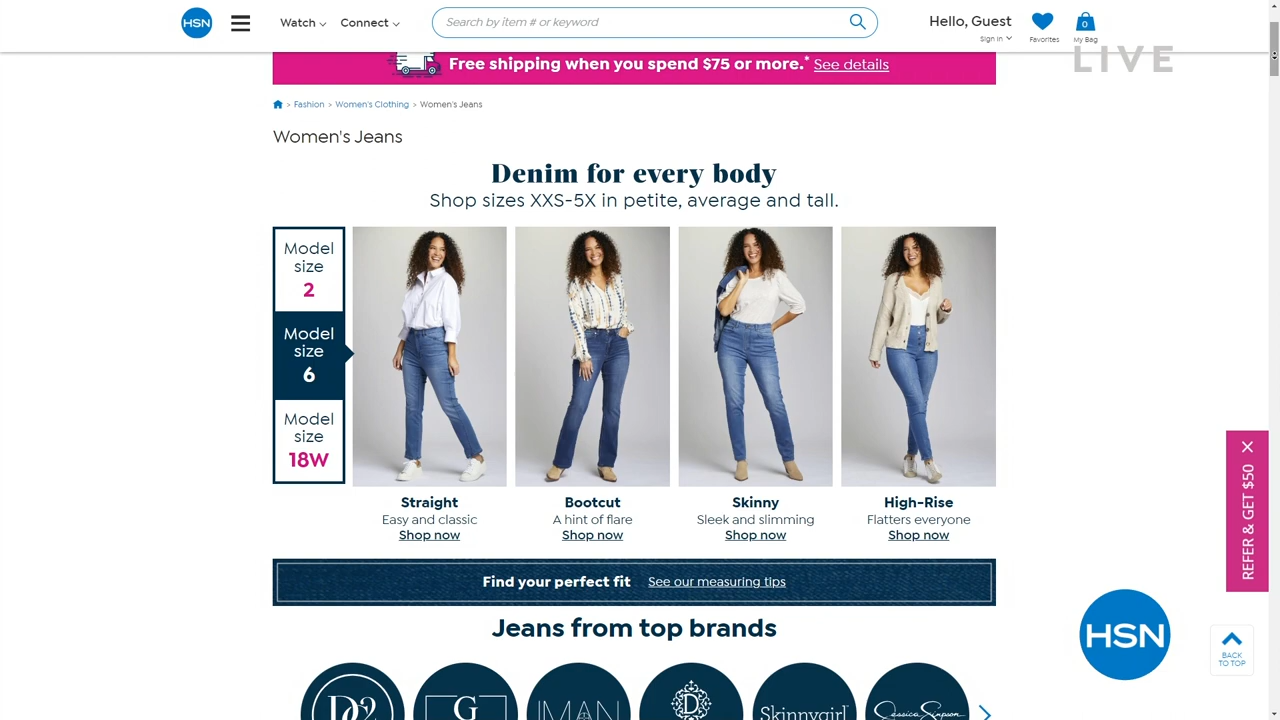 HSN
Watch
Connect
Search by item # or keyword
Hello, Guest
Sign In
Favorites
0
My Bag
LIVE
Free shipping when you spend $75 or more.* See details
> Fashion > Women's Clothing > Women's Jeans
Women's Jeans
Denim for every body
Shop sizes XXS-5X in petite, average and tall.
Model
size
2
Model
size
6
Model
size
18W
Straight
Easy and classic
Shop now
Bootcut
A hint of flare
Shop now
Skinny
Sleek and slimming
Shop now
High-Rise
Flatters everyone
Shop now
REFER & GET $50
Find your perfect fit See our measuring tips
Jeans from top brands
HSN
BACK
TO TOP
D2
G
IMAN
D
Skinnygirl
Jessica Simpson